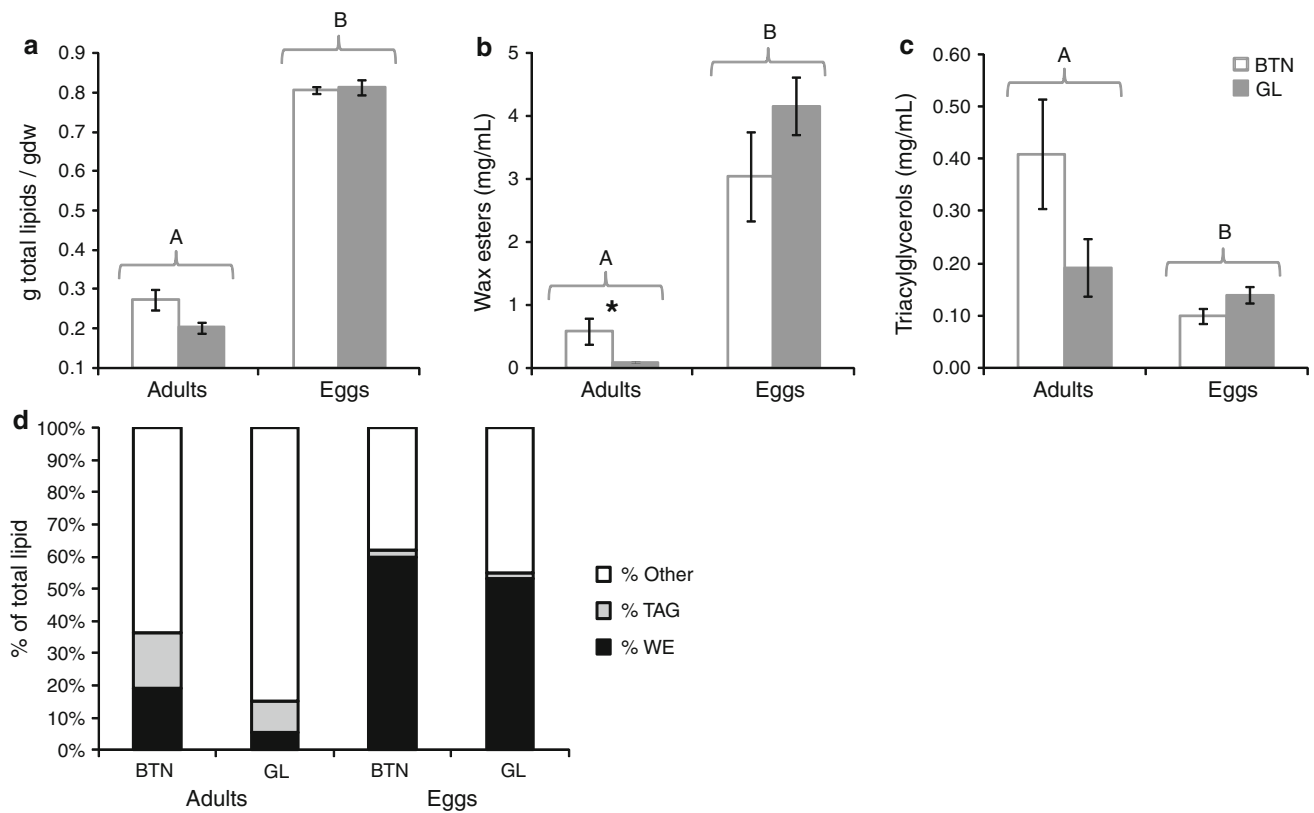 a
g total lipids / gdw
0.9
0.8
0.7
0.6
0.5
0.4
0.3
0.2
0.1
A
B
Adults Eggs
b
Wax esters (mg/mL)
5
4
3
2
1
0
A
*
B
Adults Eggs
c
Triacylglycerols (mg/mL)
0.60
0.50
0.40
0.30
0.20
0.10
0.00
A
B
BTN
GL
Adults Eggs
d
% of total lipid
100%
90%
80%
70%
60%
50%
40%
30%
20%
10%
0%
BTN GL BTN GL
Adults Eggs
% Other
% TAG
% WE